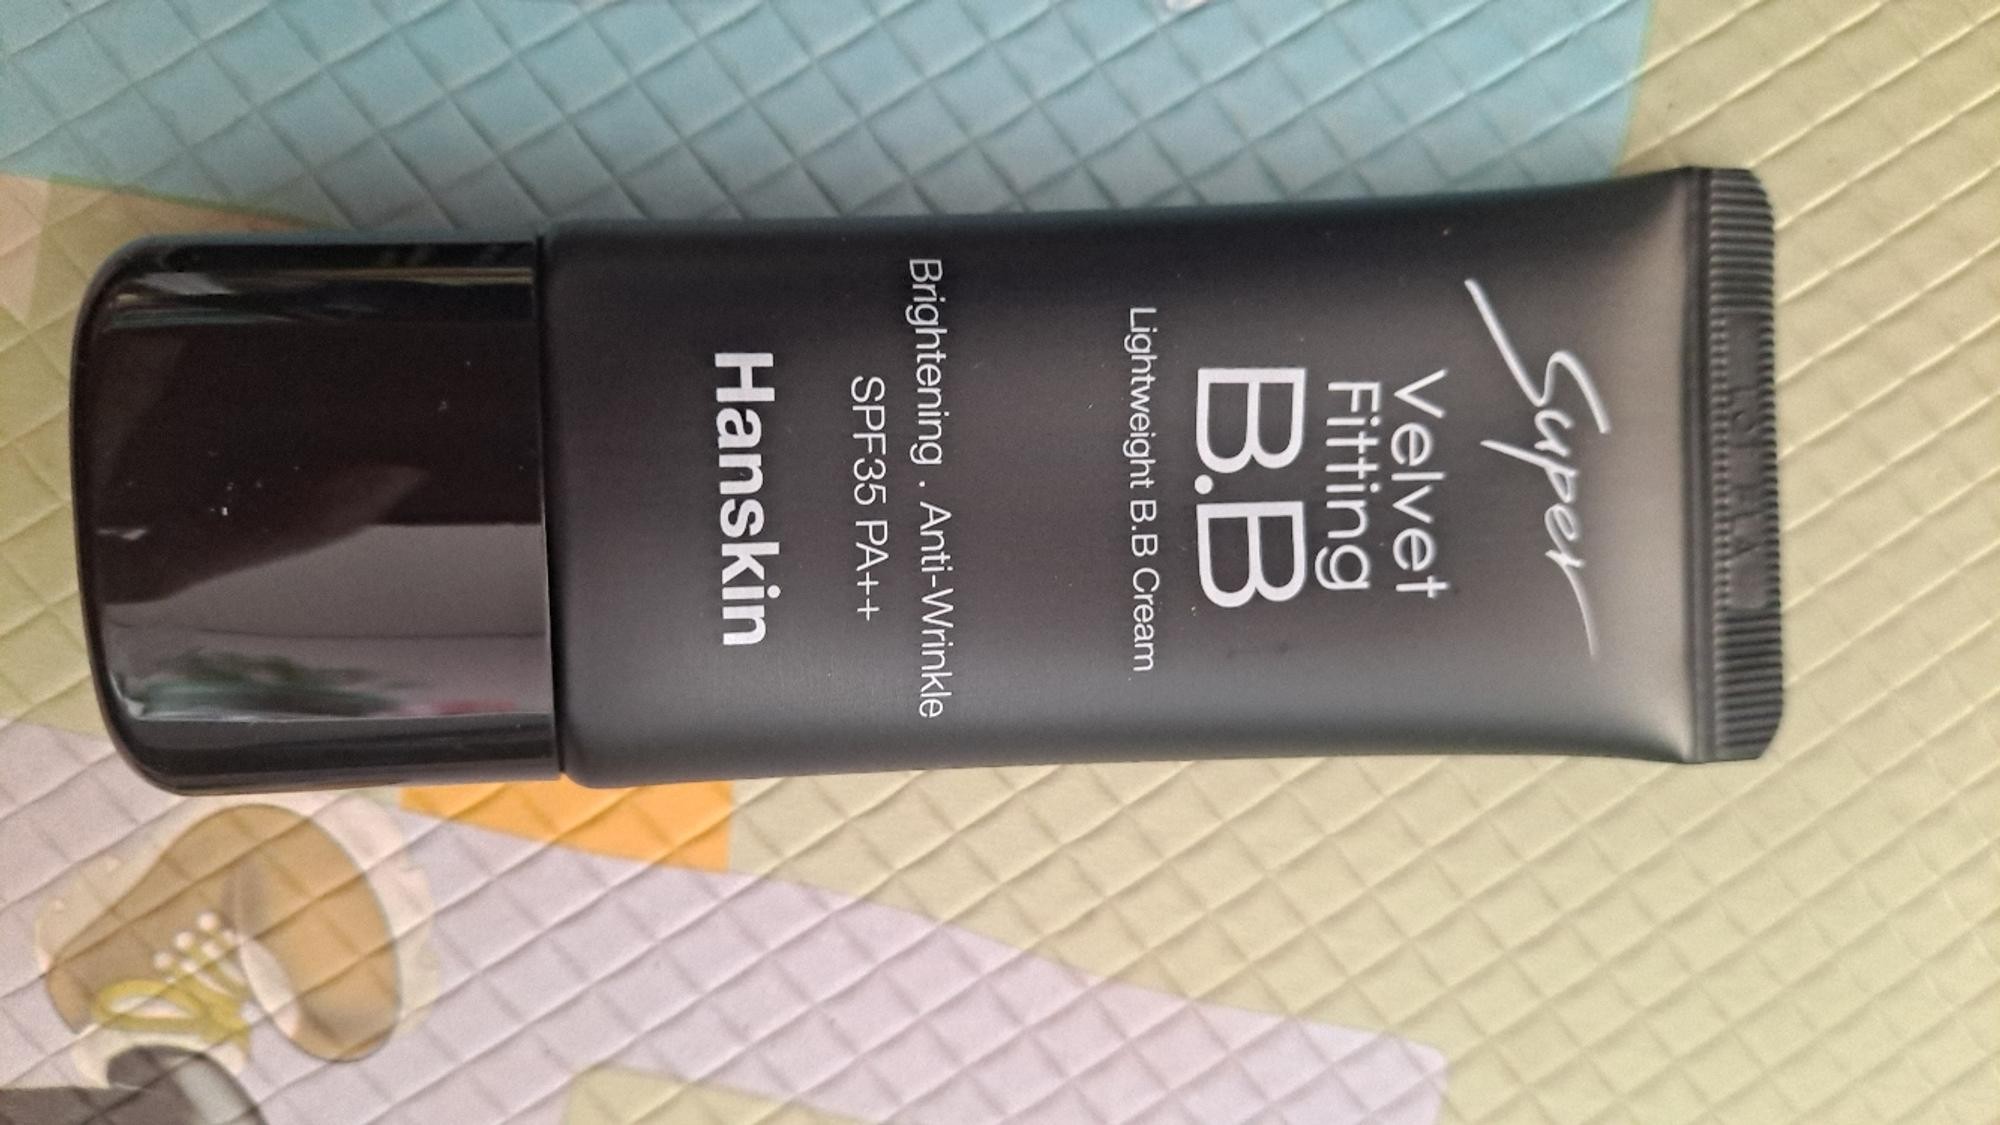 Super
Velvet
Fitting
B.B
Lightweight B.B Cream
Brightening . Anti-Wrinkle
SPF35 PA++
Hanskin